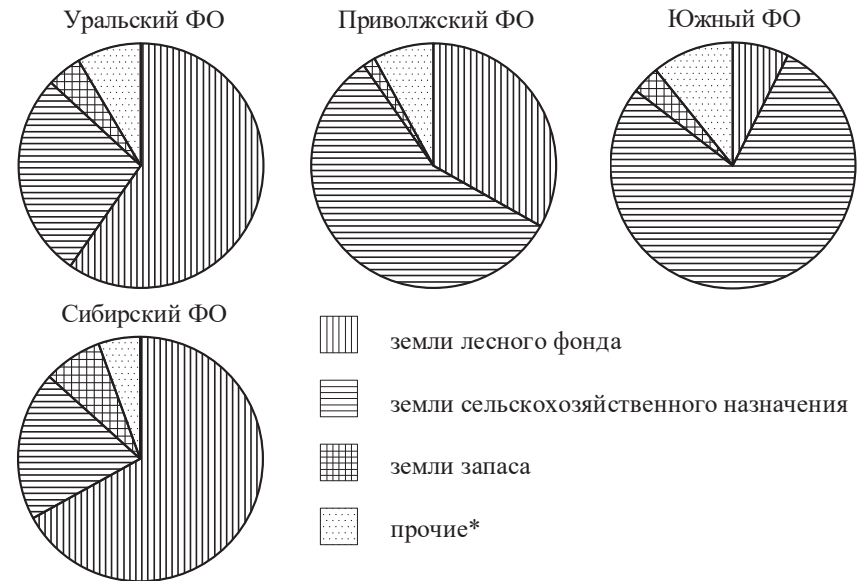 Уральский ФО
Приволжский ФО
Южный ФО
Сибирский ФО
земли лесного фонда
земли сельскохозяйственного назначения
земли запаса
прочие*